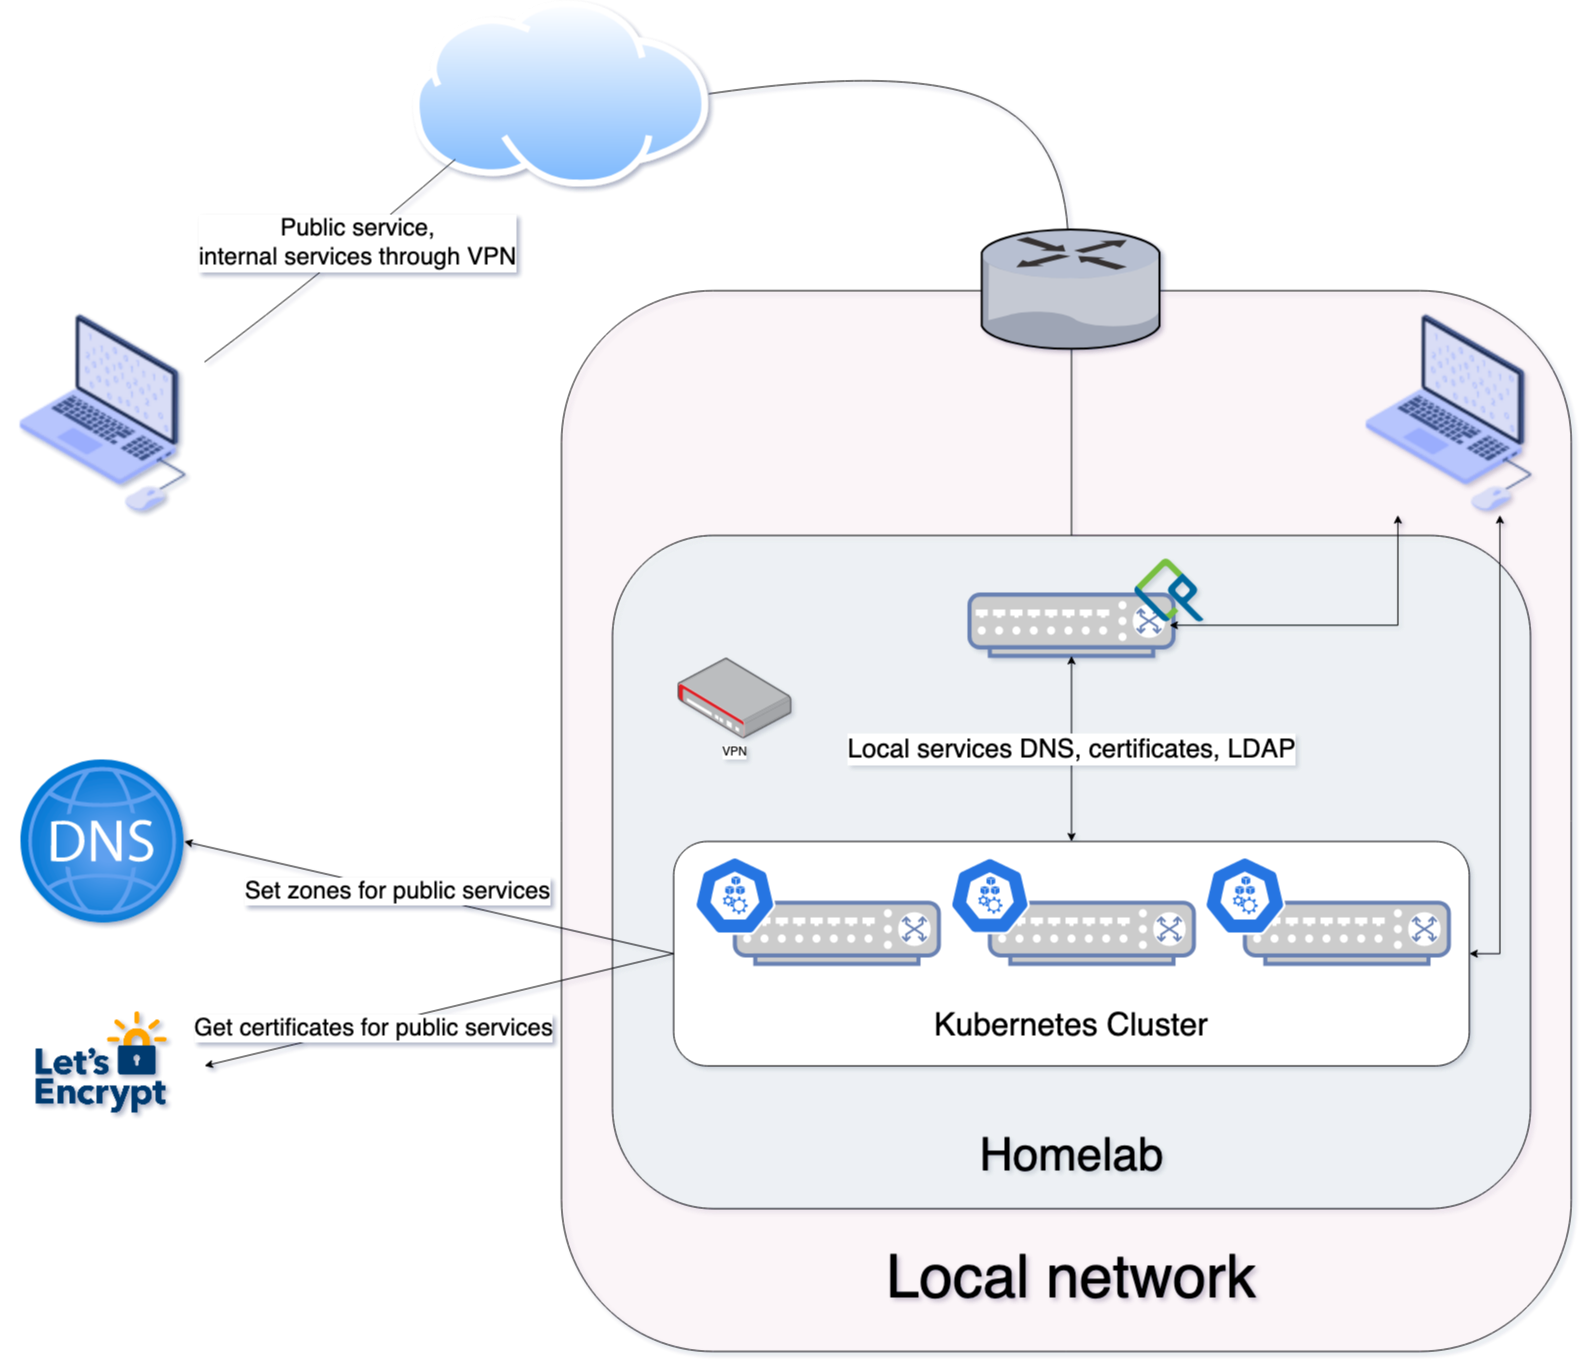 Public service,
internal services through VPN
VPN
Local services DNS, certificates, LDAP
DNS
Set zones for public services
Get certificates for public services
Let's
Encrypt
Kubernetes Cluster
Homelab
Local network